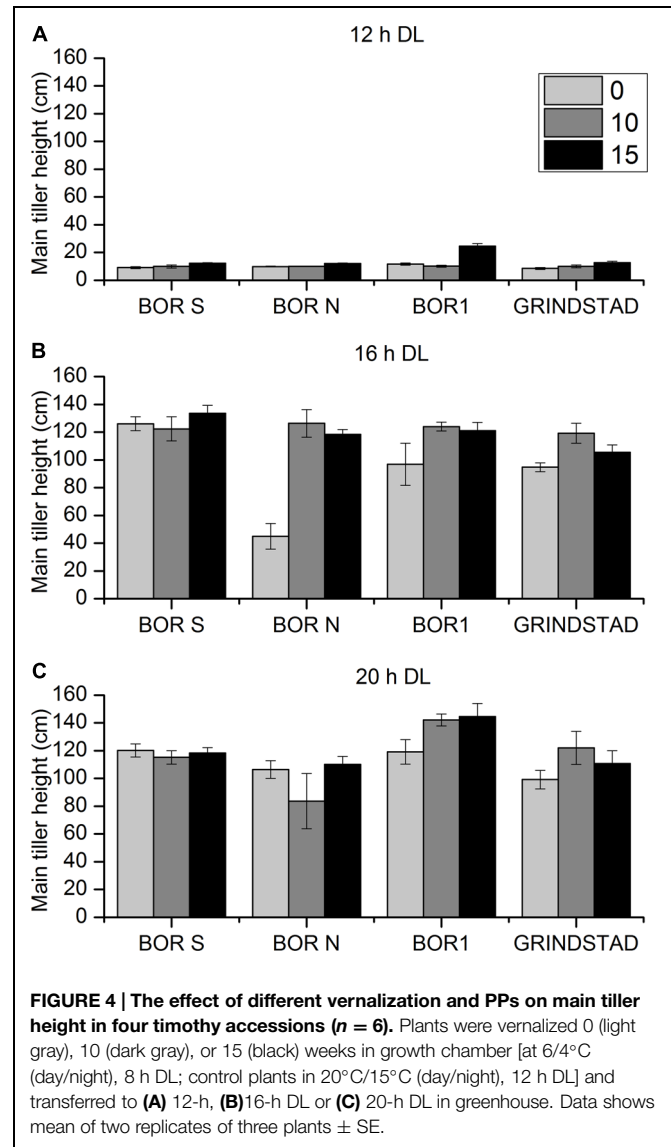 A
12 h DL
Main tiller height (cm)
160
140
120
100
80
60
40
20
0
0
10
15
BOR S BOR N BOR1 GRINDSTAD
B
16 h DL
Main tiller height (cm)
160
140
120
100
80
60
40
20
0
BOR S BOR N BOR1 GRINDSTAD
C
20 h DL
Main tiller height (cm)
160
140
120
100
80
60
40
20
0
BOR S BOR N BOR1 GRINDSTAD
FIGURE 4 | The effect of different vernalization and PPs on main tiller
height in four timothy accessions (n = 6). Plants were vernalized 0 (light
gray), 10 (dark gray), or 15 (black) weeks in growth chamber [at 6/4°C
(day/night), 8 h DL; control plants in 20°C/15°C (day/night), 12 h DL] and
transferred to (A) 12-h, (B)16-h DL or (C) 20-h DL in greenhouse. Data shows
mean of two replicates of three plants ± SE.